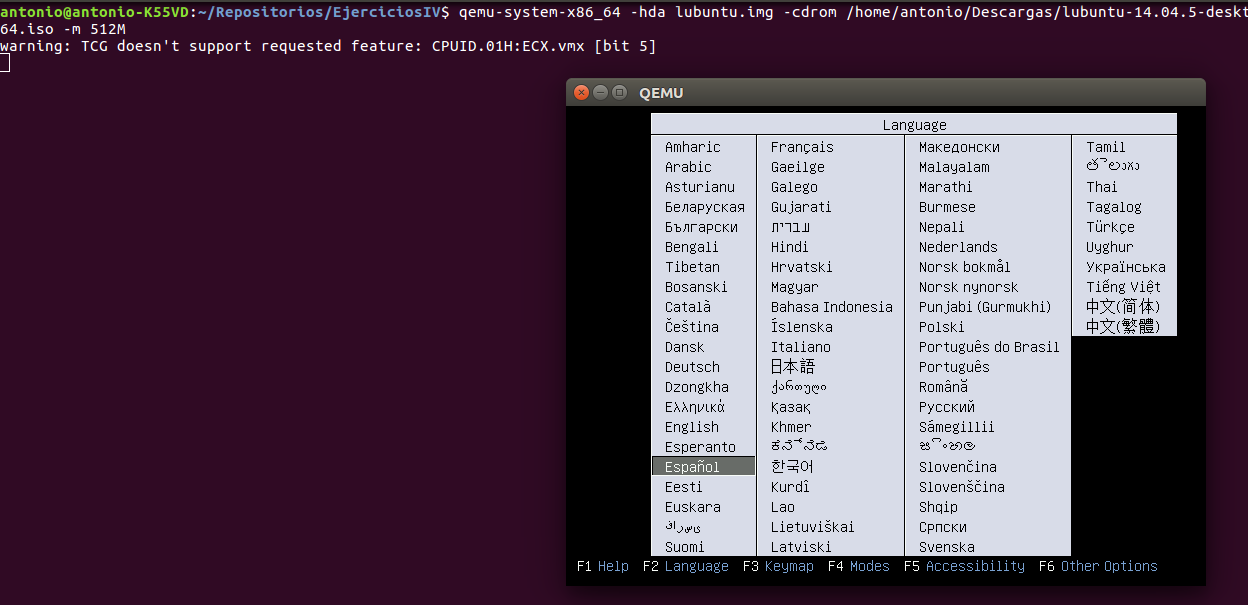 antonio@antonio-K55VD:~/Repositorios/EjerciciosIV$ qemu-system-x86_64 -hda lubuntu.img -cdrom /home/antonio/Descargas/lubuntu-14.04.5-deskt
64.iso -m 512M
warning: TCG doesn't support requested feature: CPUID.01H:ECX.vmx [bit 5]
QEMU
Language
Amharic
Arabic
Asturianu
Беларуская
Български
Bengali
Tibetan
Bosanski
Català
Čeština
Dansk
Deutsch
Dzongkha
Ελληνικά
English
Esperanto
Español
Eesti
Euskara
ﻰﺳﺭﺎﻓ
Suomi
Français
Gaeilge
Galego
Gujarati
עברית
Hindi
Hrvatski
Magyar
Bahasa Indonesia
Íslenska
Italiano
日本語
ქართული
Қазақ
Khmer
ಕನ್ನಡ
한국어
Kurdî
Lao
Lietuviškai
Latviski
Македонски
Malayalam
Marathi
Burmese
Nepali
Nederlands
Norsk bokmål
Norsk nynorsk
Punjabi (Gurmukhi)
Polski
Português do Brasil
Português
Română
Русский
Sámegillii
සිංහල
Slovenčina
Slovenščina
Shqip
Српски
Svenska
Tamil
తెలుగు
Thai
Tagalog
Türkçe
Uyghur
Українська
Tiếng Việt
中文(简体)
中文(繁體)
F1 Help F2 Language F3 Keymap F4 Modes F5 Accessibility F6 Other Options